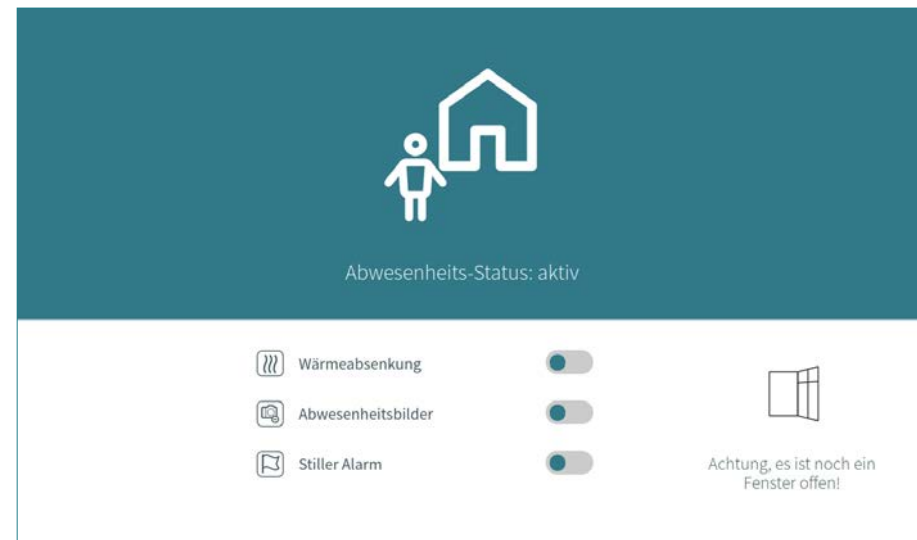 Abwesenheits-Status: aktiv
Wärmeabsenkung
Abwesenheitsbilder
Stiller Alarm
Achtung, es ist noch ein
Fenster offen!